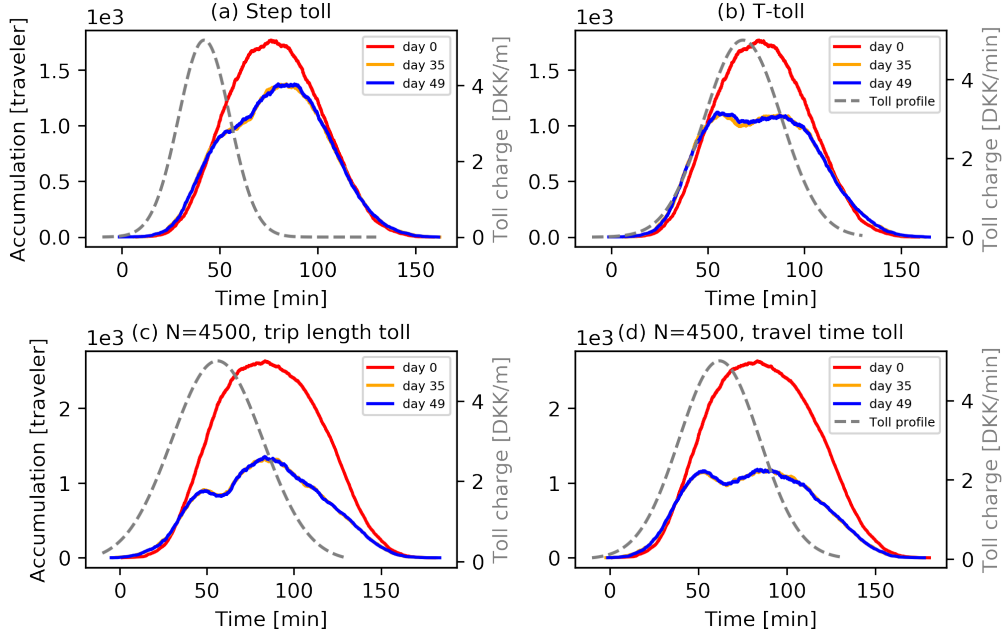 (a) Step toll
1e3
Accumulation [traveler]
1.5
1.0
0.5
0.0
0
50
100
150
Time [min]
4
2
0
Toll charge [DKK/m]
day 0
day 35
day 49
(b) T-toll
1e3
1.5
1.0
0.5
0.0
0
50
100
150
Time [min]
4
2
0
Toll charge [DKK/min]
day 0
day 35
day 49
Toll profile
(c) N=4500, trip length toll
1e3
Accumulation [traveler]
2
1
0
0
50
100
150
Time [min]
4
2
0
Toll charge [DKK/m]
day 0
day 35
day 49
(d) N=4500, travel time toll
1e3
2
1
0
0
50
100
150
Time [min]
4
2
0
Toll charge [DKK/min]
day 0
day 35
day 49
Toll profile